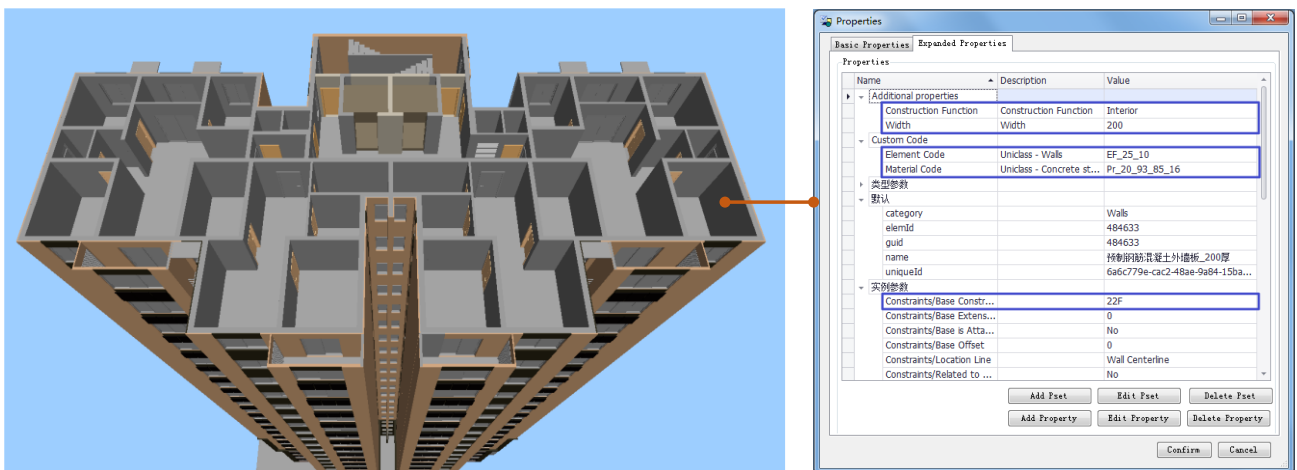 Properties
Basic Properties Expanded Properties
Properties
Name Description Value
Additional properties
Construction Function Construction Function Interior
Width Width 200
Custom Code
Element Code Uniclass - Walls EF_25_10
Material Code Uniclass - Concrete st... Pr_20_93_85_16
类型参数
默认
category Walls
elemId 484633
guid 484633
name 预制钢筋混凝土外墙板_200厚
uniqueId 6a6c779e-cac2-48ae-9a84-15ba...
实例参数
Constraints/Base Constr... 22F
Constraints/Base Extens... 0
Constraints/Base is Atta... No
Constraints/Base Offset 0
Constraints/Location Line Wall Centerline
Constraints/Related to ... No
Add Pset Edit Pset Delete Pset
Add Property Edit Property Delete Property
Confirm Cancel